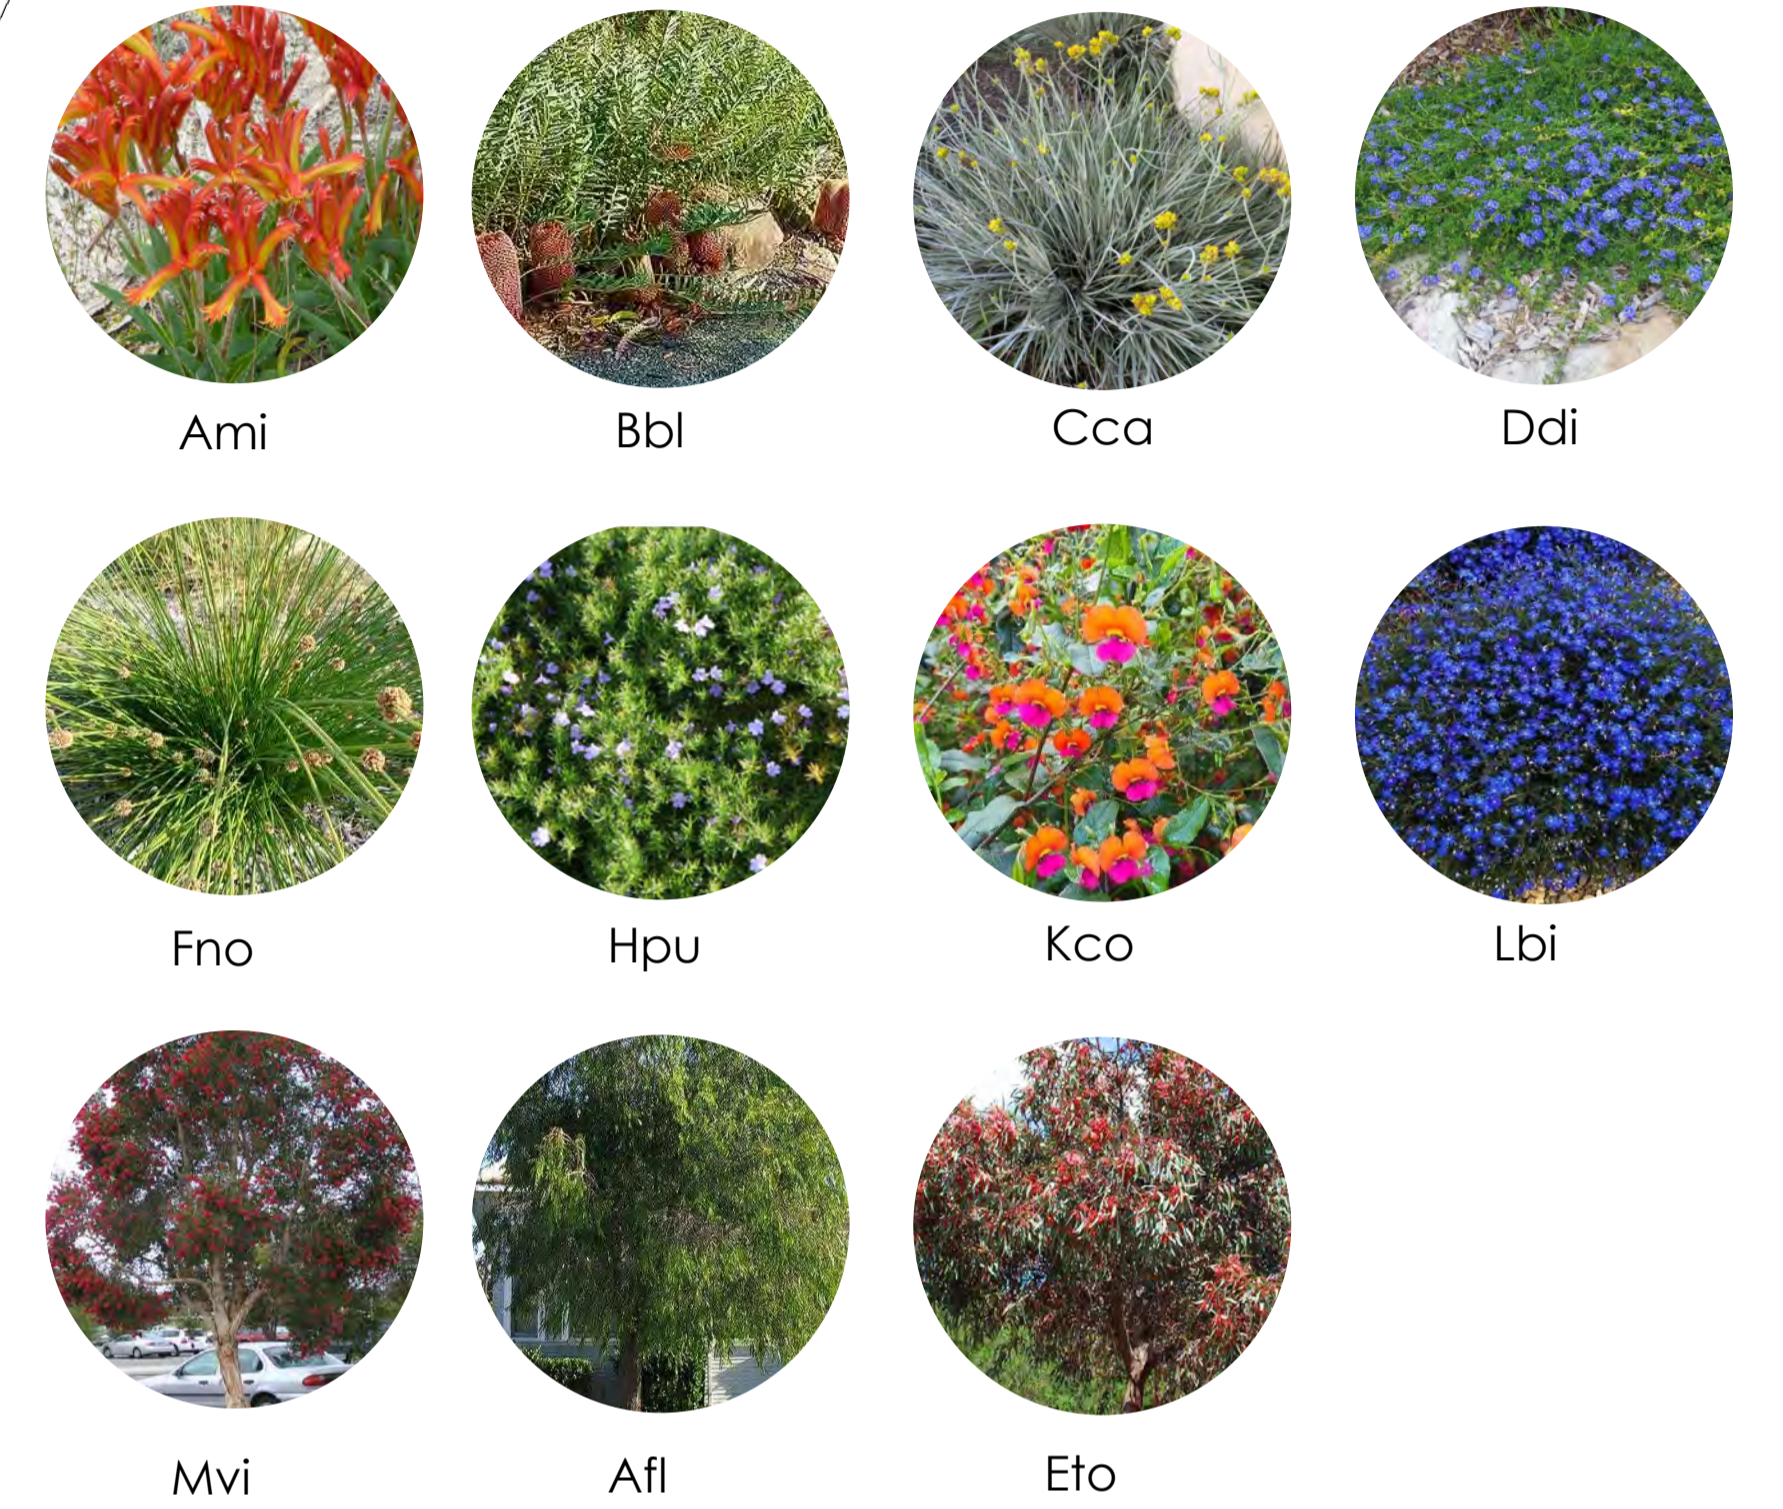 Ami
Bbl
Cca
Ddi
Fno
Hpu
Kco
Lbi
Mvi
Afl
Eto